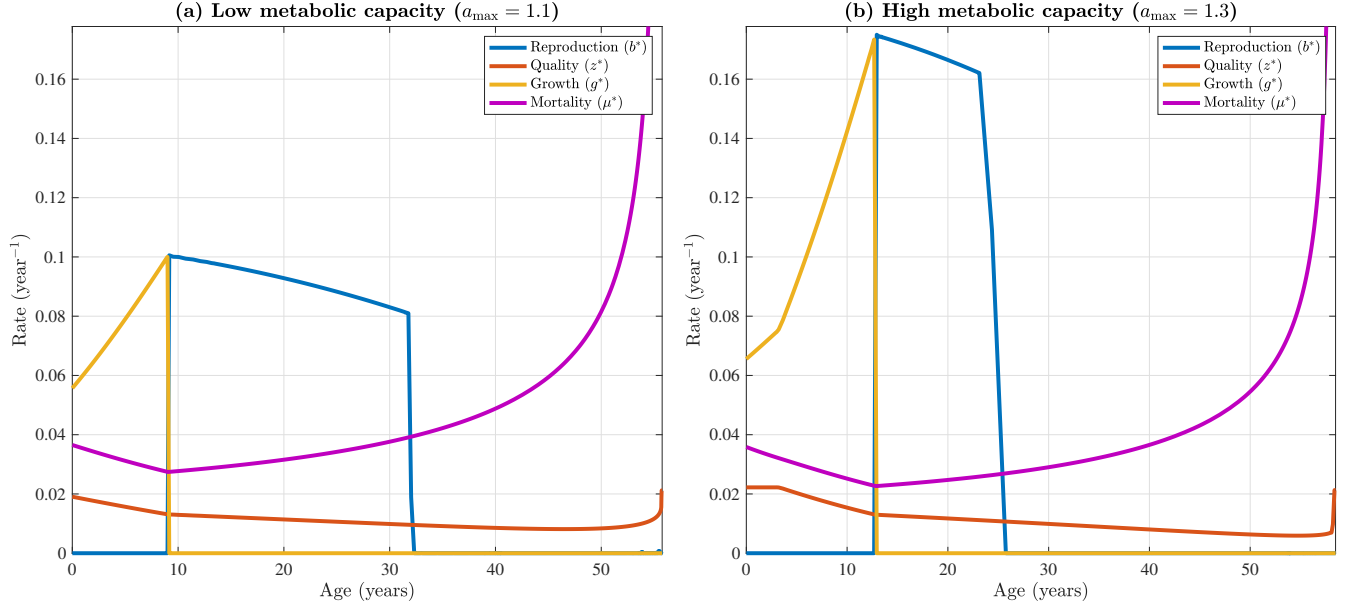 (a) Low metabolic capacity (a_max = 1.1)
Reproduction (b*)
Quality (z*)
Growth (g*)
Mortality (μ*)
0.16
0.14
0.12
0.1
0.08
0.06
0.04
0.02
0
Rate (year⁻¹)
0 10 20 30 40 50
Age (years)
(b) High metabolic capacity (a_max = 1.3)
Reproduction (b*)
Quality (z*)
Growth (g*)
Mortality (μ*)
0.16
0.14
0.12
0.1
0.08
0.06
0.04
0.02
0
Rate (year⁻¹)
0 10 20 30 40 50
Age (years)